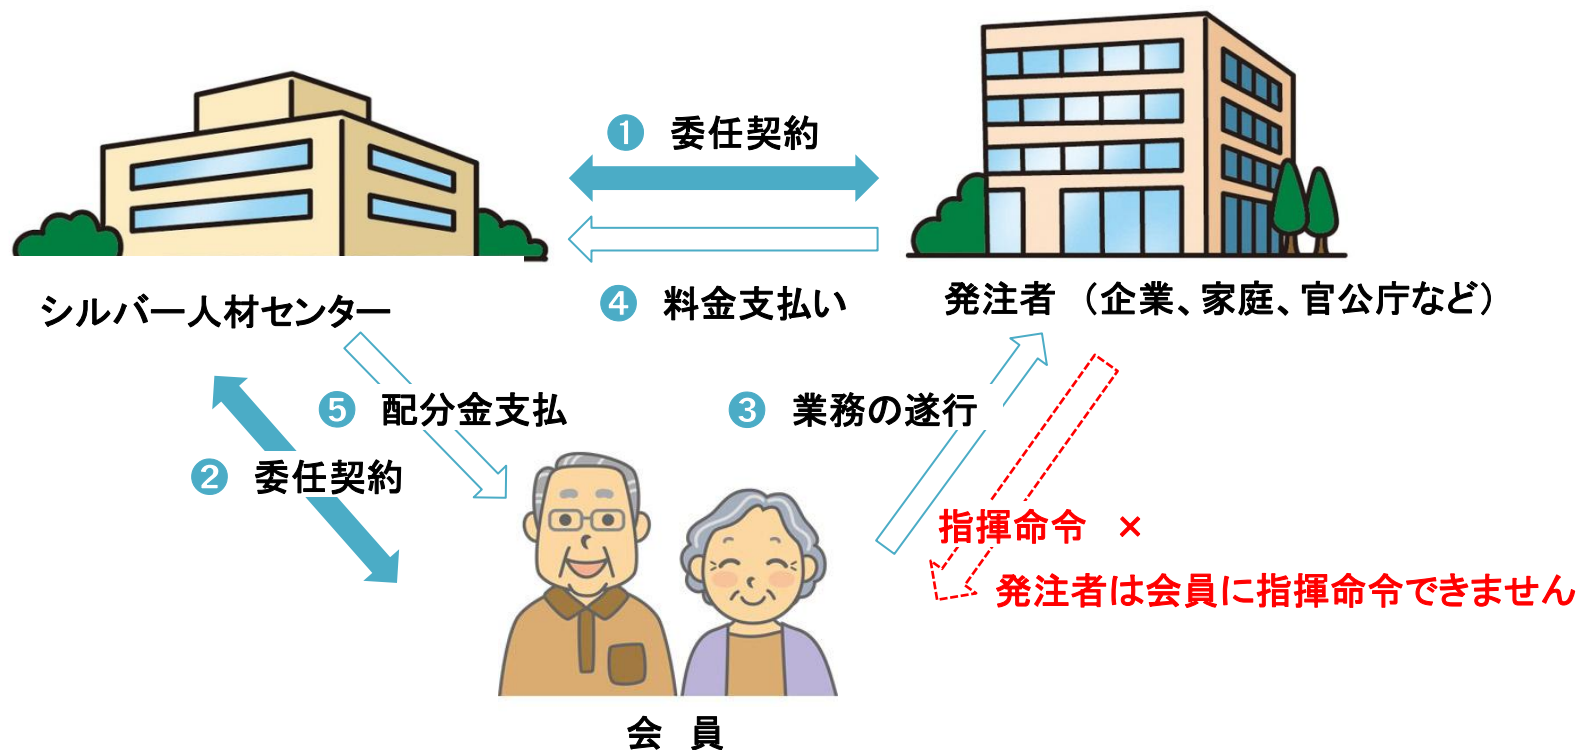 ❶ 委任契約
❹ 料金支払い
シルバー人材センター
発注者 （企業、家庭、官公庁など）
❺ 配分金支払
❸ 業務の遂行
❷ 委任契約
指揮命令 ×
発注者は会員に指揮命令できません
会 員